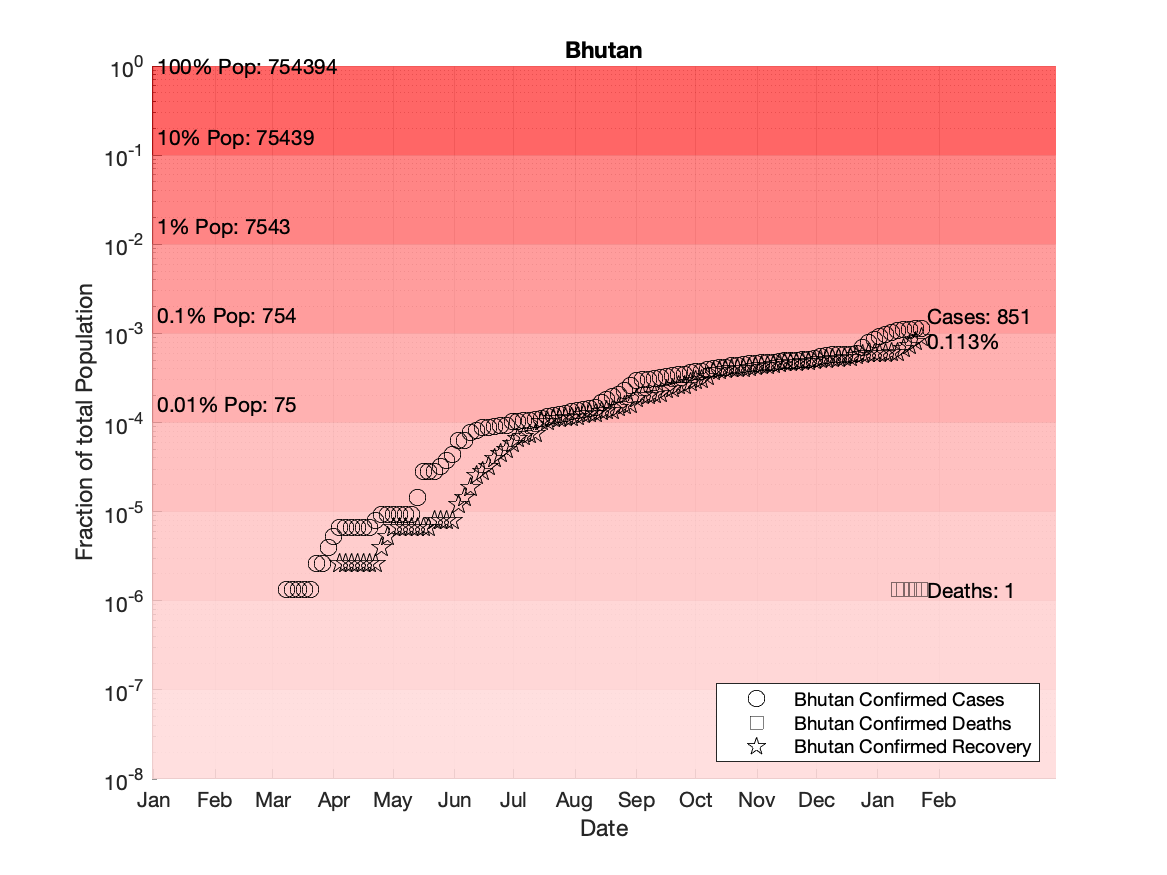 Bhutan
10^0
100% Pop: 754394
10% Pop: 75439
10^-1
1% Pop: 7543
10^-2
0.1% Pop: 754
10^-3
Cases: 851
0.113%
0.01% Pop: 75
10^-4
10^-5
10^-6
Deaths: 1
10^-7
10^-8
Fraction of total Population
Bhutan Confirmed Cases
Bhutan Confirmed Deaths
Bhutan Confirmed Recovery
Jan Feb Mar Apr May Jun Jul Aug Sep Oct Nov Dec Jan Feb
Date